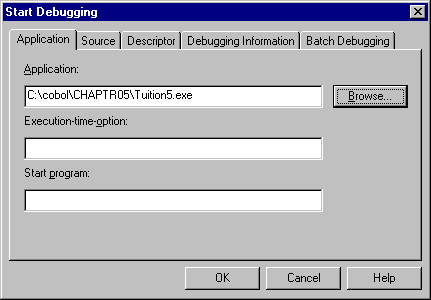 Start Debugging
Application Source Descriptor Debugging Information Batch Debugging
Application:
C:\cobol\CHAPTR05\Tuition5.exe Browse...
Execution-time-option:
Start program:
OK Cancel Help